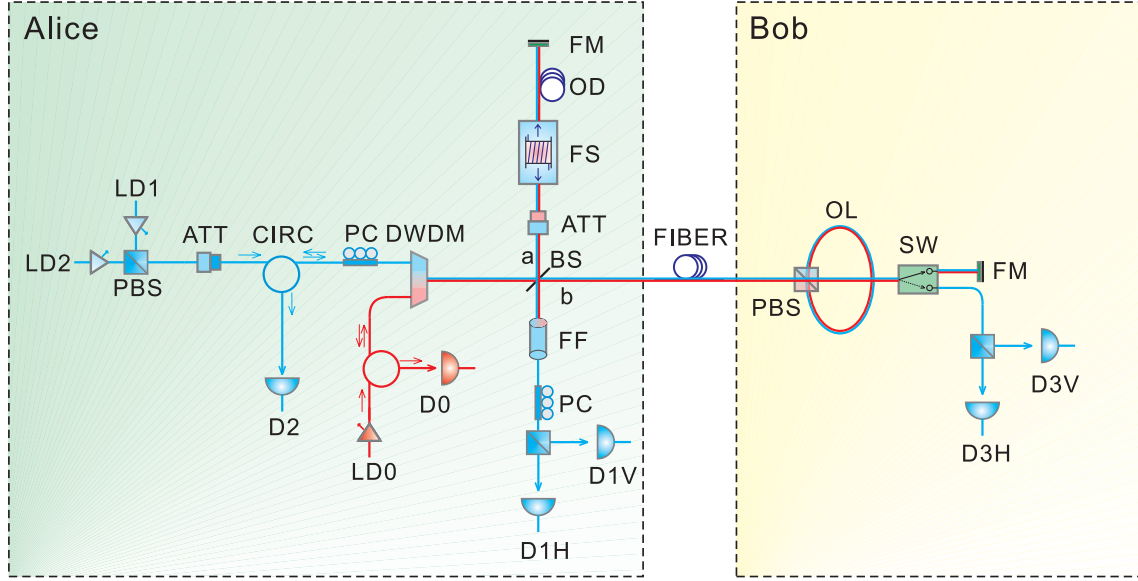 Alice
Bob
FM
OD
FS
LD1
ATT
CIRC
PC
DWDM
ATT
FIBER
OL
SW
LD2
PBS
a
BS
b
PBS
FM
FF
D0
PC
D2
LD0
D1V
D1H
D3V
D3H